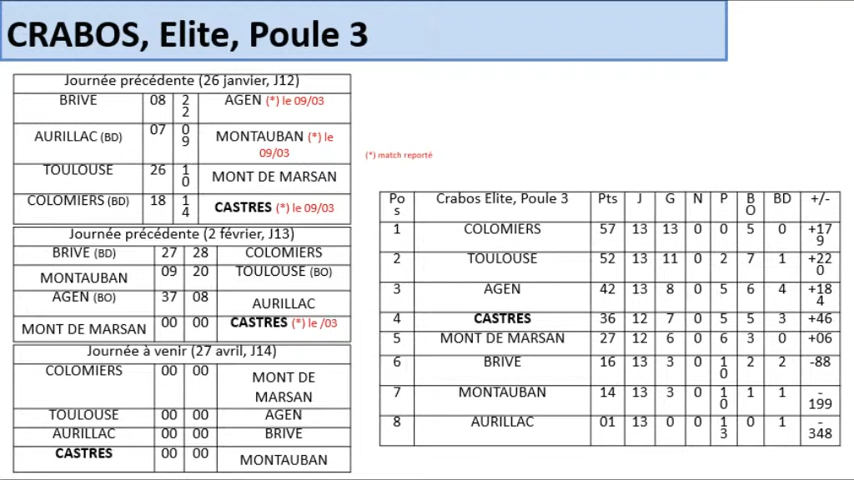 CRABOS, Elite, Poule 3
Journée précédente (26 janvier, J12)
BRIVE 08 22 AGEN (*) le 09/03
AURILLAC (BD) 07 09 MONTAUBAN (*) le
09/03
TOULOUSE 26 10 MONT DE MARSAN
COLOMIERS (BD) 18 14 CASTRES (*) le 09/03
Journée précédente (2 février, J13)
BRIVE (BD) 27 28 COLOMIERS
MONTAUBAN 09 20 TOULOUSE (BO)
AGEN (BO) 37 08 AURILLAC
MONT DE MARSAN 00 00 CASTRES (*) le /03
Journée à venir (27 avril, J14)
COLOMIERS 00 00 MONT DE
MARSAN
TOULOUSE 00 00 AGEN
AURILLAC 00 00 BRIVE
CASTRES 00 00 MONTAUBAN
(*) match reporté
Pos Crabos Elite, Poule 3 Pts J G N P BO BD +/-
1 COLOMIERS 57 13 13 0 0 5 0 +179
2 TOULOUSE 52 13 11 0 2 7 1 +220
3 AGEN 42 13 8 0 5 6 4 +184
4 CASTRES 36 12 7 0 5 5 3 +46
5 MONT DE MARSAN 27 12 6 0 6 3 0 +06
6 BRIVE 16 13 3 0 10 2 2 -88
7 MONTAUBAN 14 13 3 0 10 1 1 -199
8 AURILLAC 01 13 0 0 13 0 1 -348